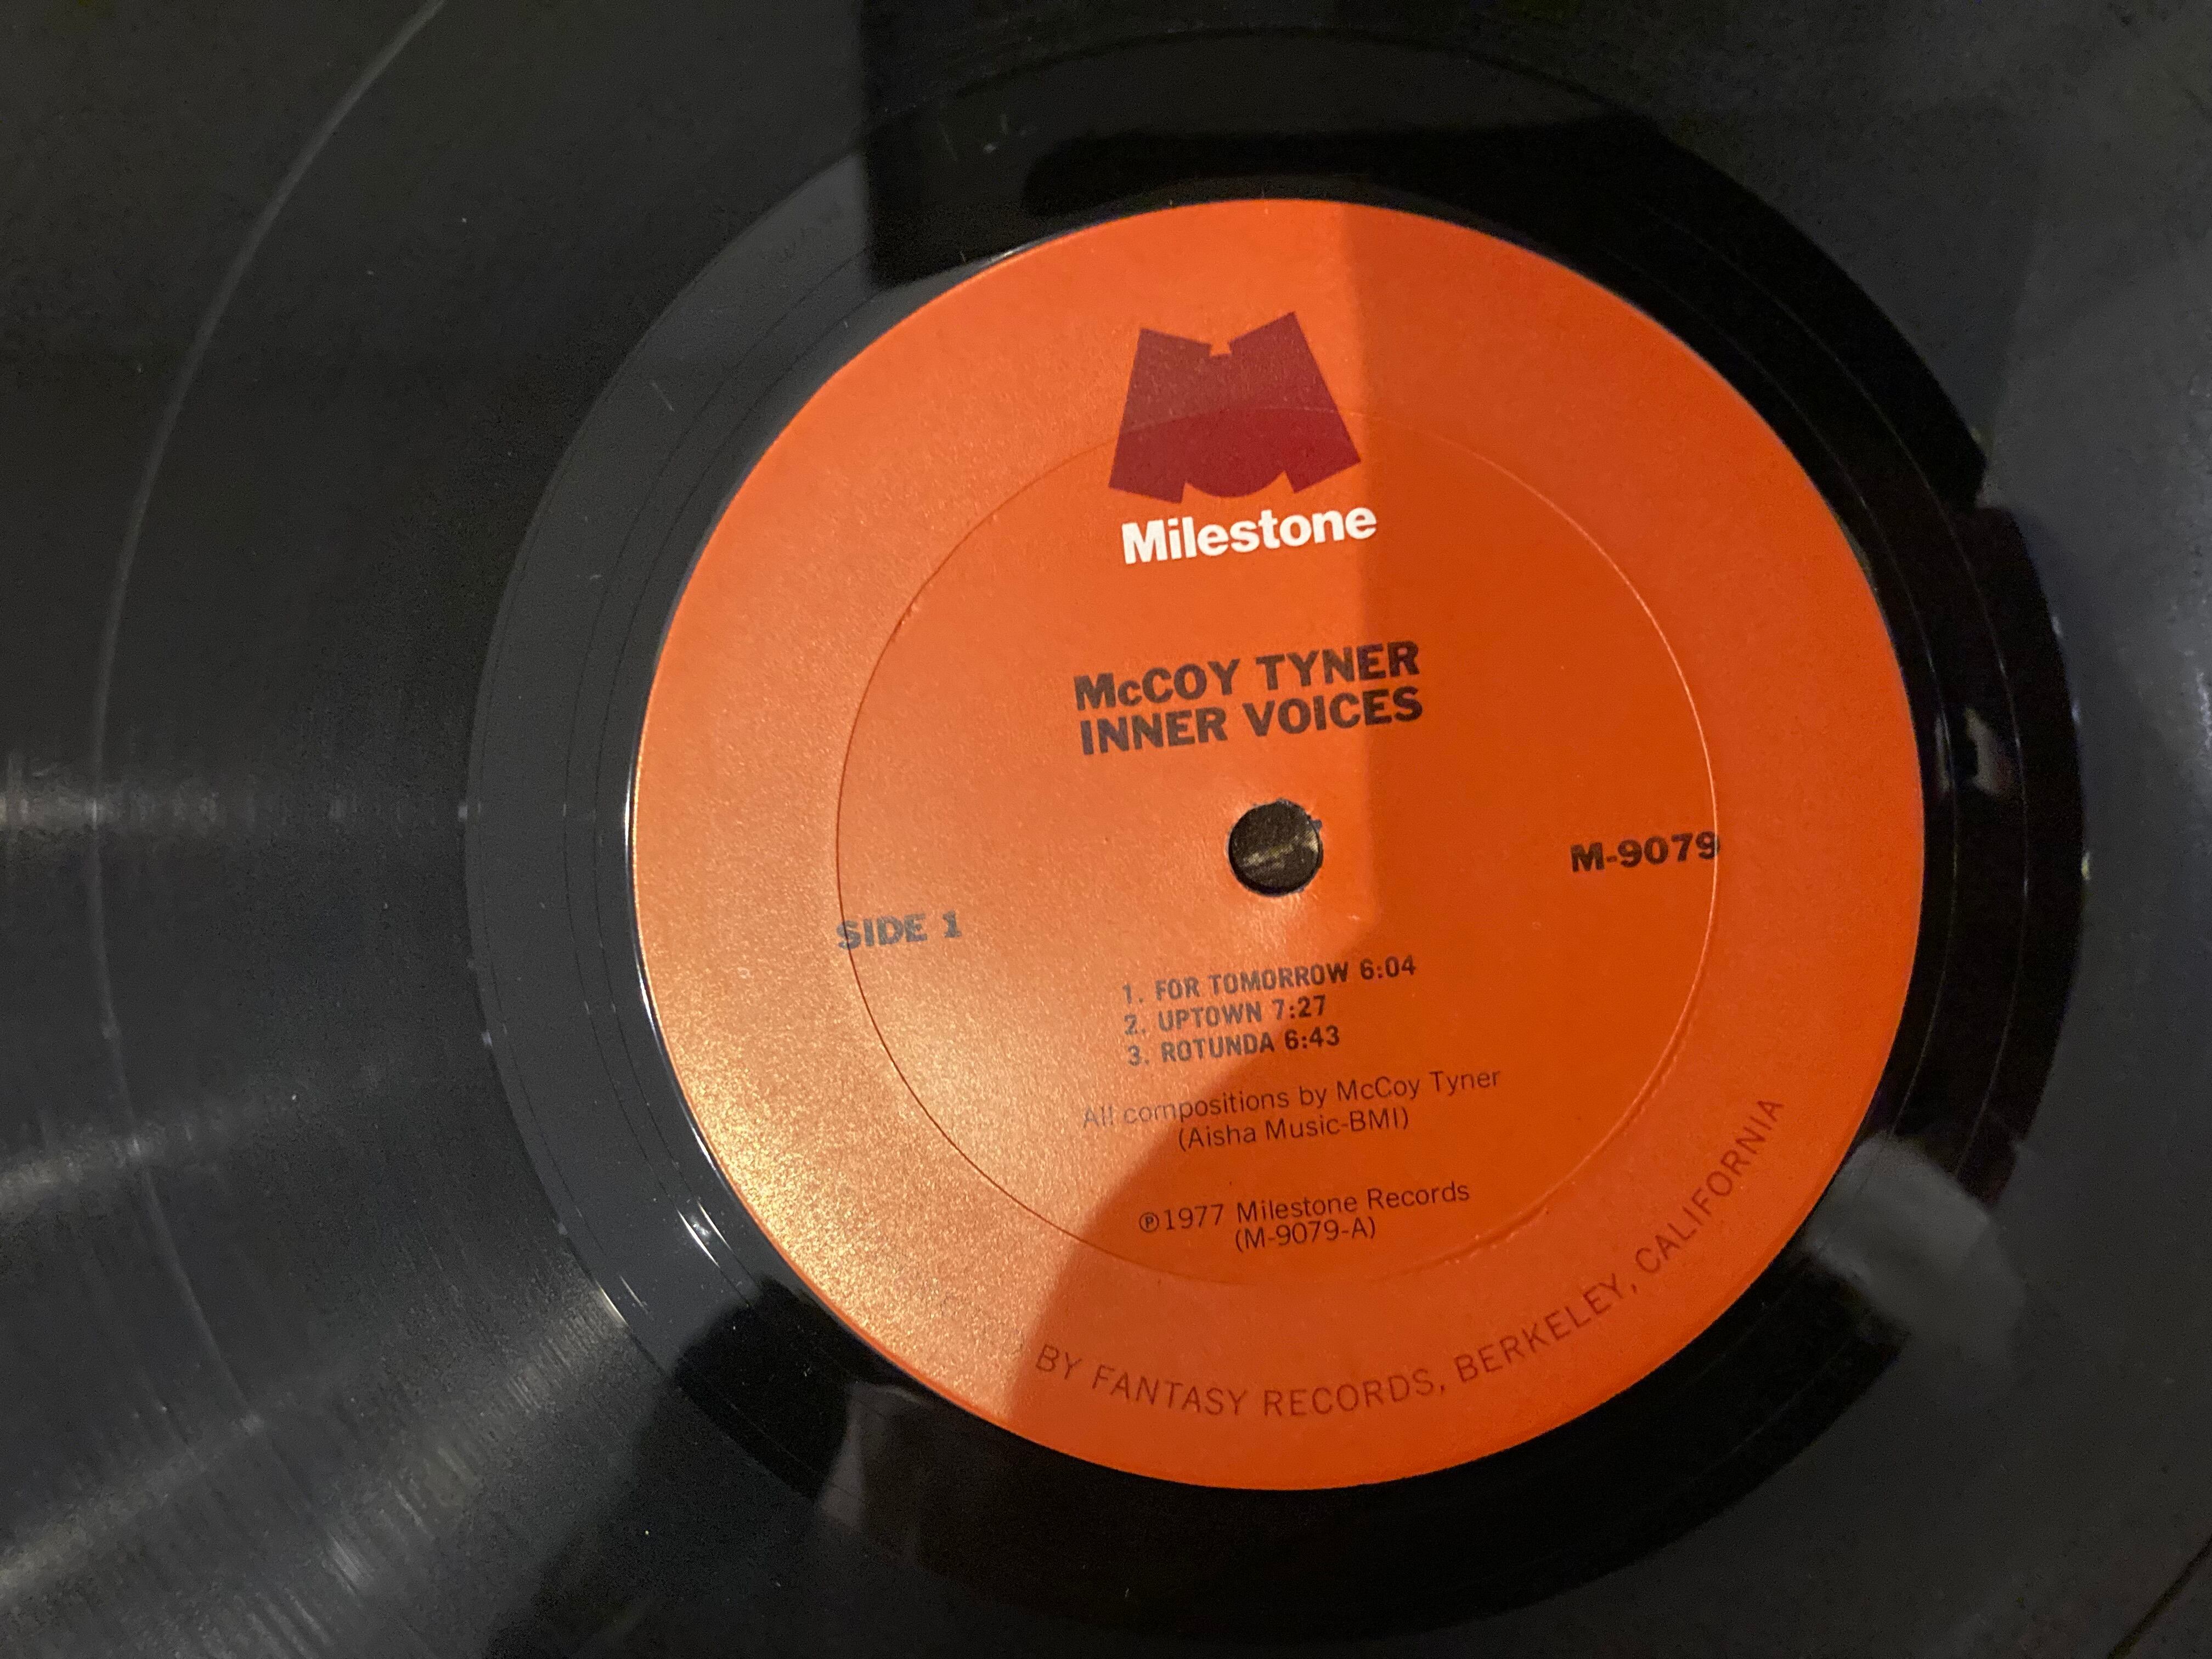 Milestone
McCOY TYNER
INNER VOICES
M-9079
SIDE 1
1. FOR TOMORROW 6:04
2. UPTOWN 7:27
3. ROTUNDA 6:43
All compositions by McCoy Tyner
(Aisha Music-BMI)
℗1977 Milestone Records
(M-9079-A)
BY FANTASY RECORDS, BERKELEY, CALIFORNIA